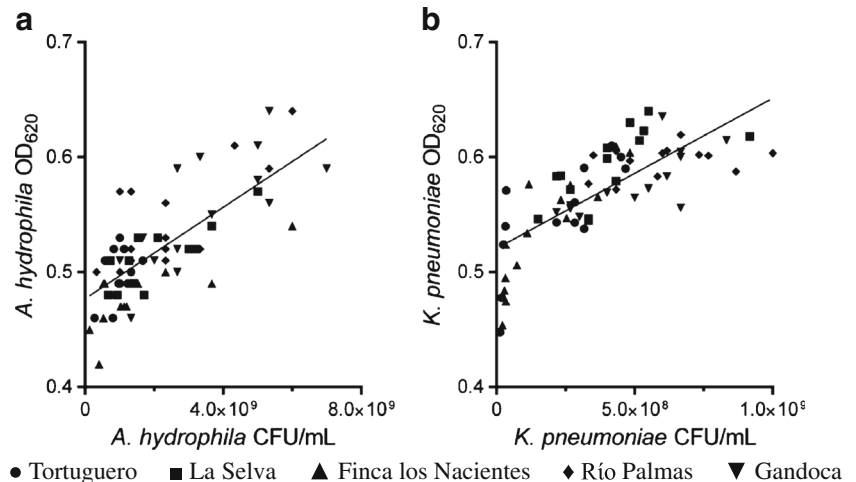 a
b
0.7
0.6
0.5
0.4
A. hydrophila OD620
0
4.0×10⁹
8.0×10⁹
A. hydrophila CFU/mL
0.7
0.6
0.5
0.4
K. pneumoniae OD620
0
5.0×10⁸
1.0×10⁹
K. pneumoniae CFU/mL
● Tortuguero ■ La Selva ▲ Finca los Nacientes ♦ Río Palmas ▼ Gandoca